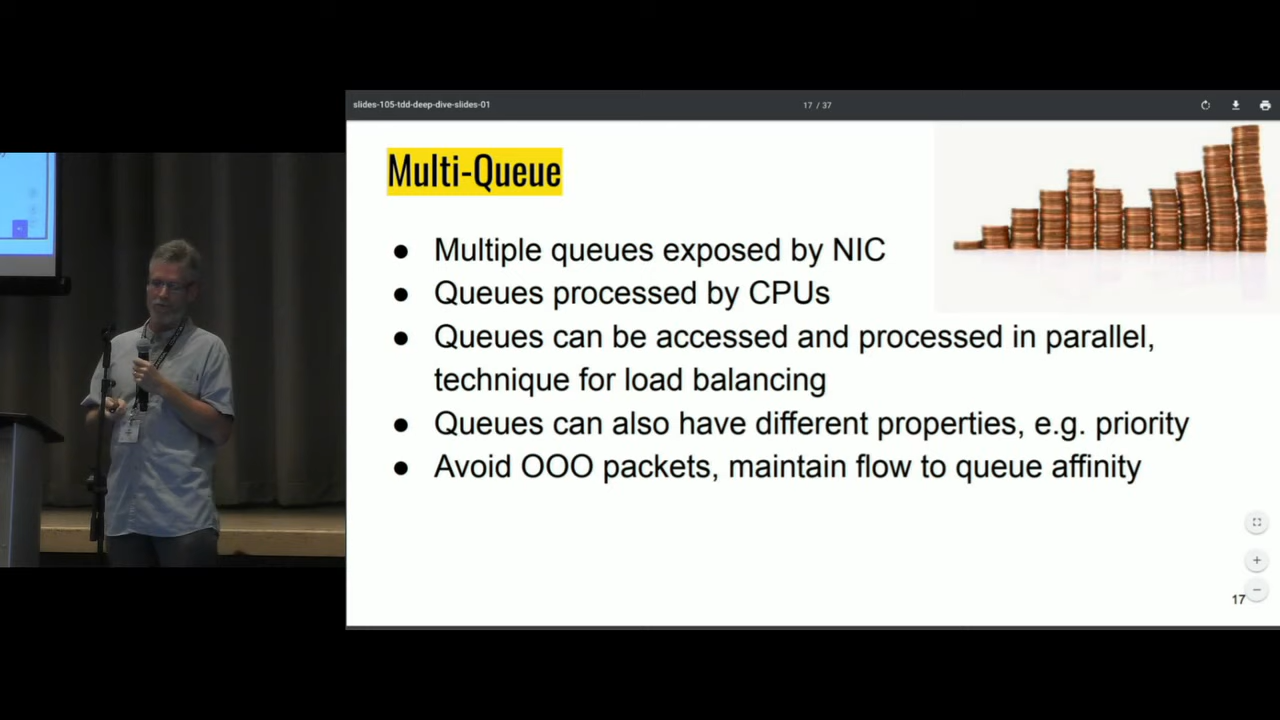 slides-105-tdd-deep-dive-slides-01
17 / 37
Multi-Queue
● Multiple queues exposed by NIC
● Queues processed by CPUs
● Queues can be accessed and processed in parallel,
technique for load balancing
● Queues can also have different properties, e.g. priority
● Avoid OOO packets, maintain flow to queue affinity
17